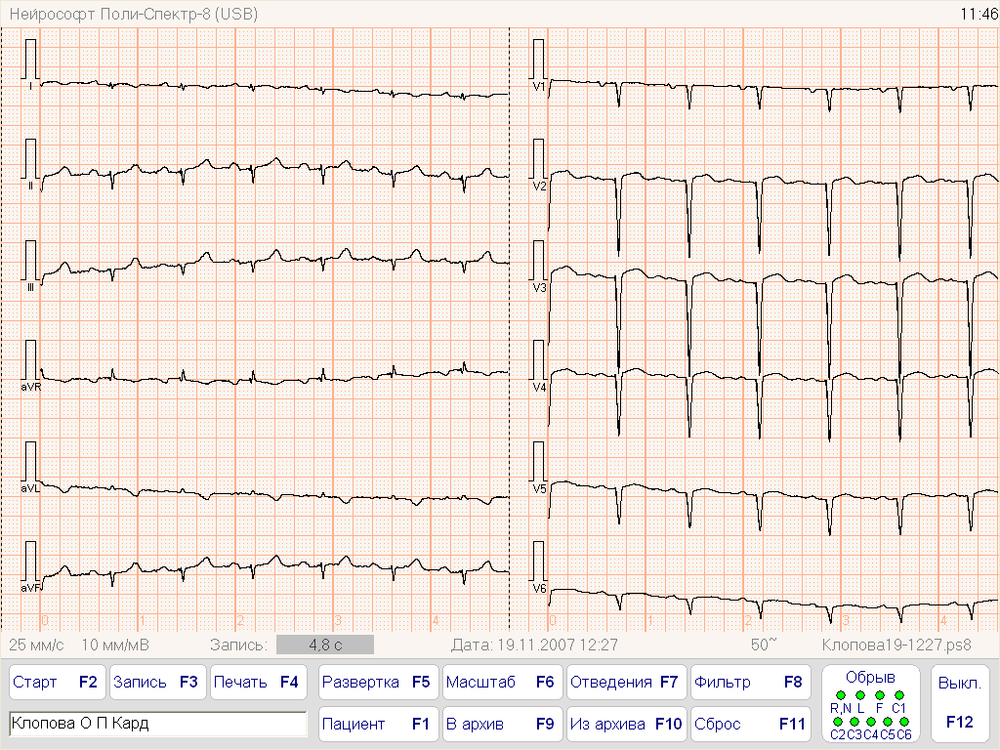 Нейрософт Поли-Спектр-8 (USB) 11:46
I V1
II V2
III V3
aVR V4
aVL V5
aVF V6
0 1 2 3 4 0 1 2 3 4
25 мм/с 10 мм/мВ Запись: 4,8 с Дата: 19.11.2007 12:27 50~ Клопова19-1227.ps8
Старт F2 Запись F3 Печать F4 Развертка F5 Масштаб F6 Отведения F7 Фильтр F8 Обрыв Выкл.
R,N L F C1
Клопова О П Кард Пациент F1 В архив F9 Из архива F10 Сброс F11 F12
C2 C3 C4 C5 C6